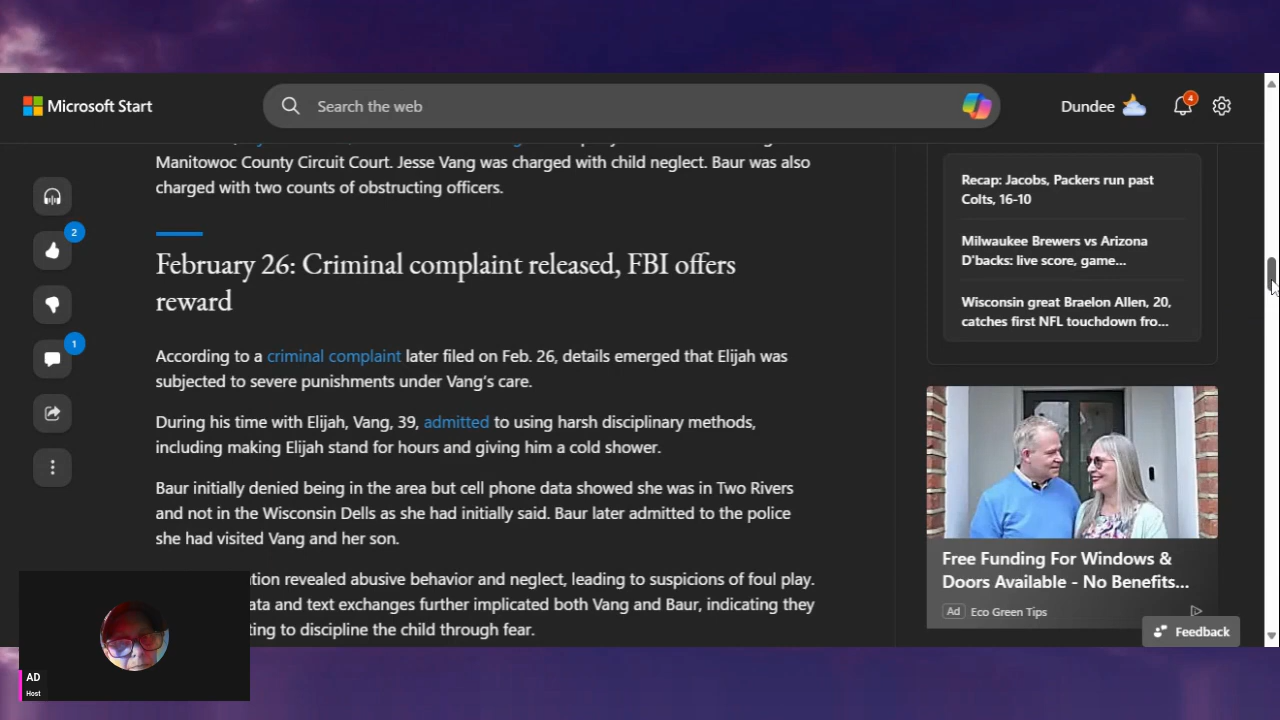 Microsoft Start
Search the web
Dundee
4
Manitowoc County Circuit Court. Jesse Vang was charged with child neglect. Baur was also
charged with two counts of obstructing officers.
2
February 26: Criminal complaint released, FBI offers
reward
1
According to a criminal complaint later filed on Feb. 26, details emerged that Elijah was
subjected to severe punishments under Vang's care.
During his time with Elijah, Vang, 39, admitted to using harsh disciplinary methods,
including making Elijah stand for hours and giving him a cold shower.
Baur initially denied being in the area but cell phone data showed she was in Two Rivers
and not in the Wisconsin Dells as she had initially said. Baur later admitted to the police
she had visited Vang and her son.
revealed abusive behavior and neglect, leading to suspicions of foul play.
and text exchanges further implicated both Vang and Baur, indicating they
to discipline the child through fear.
Recap: Jacobs, Packers run past
Colts, 16-10
Milwaukee Brewers vs Arizona
D'backs: live score, game...
Wisconsin great Braelon Allen, 20,
catches first NFL touchdown fro...
Free Funding For Windows &
Doors Available - No Benefits...
Ad Eco Green Tips
Feedback
AD
Host